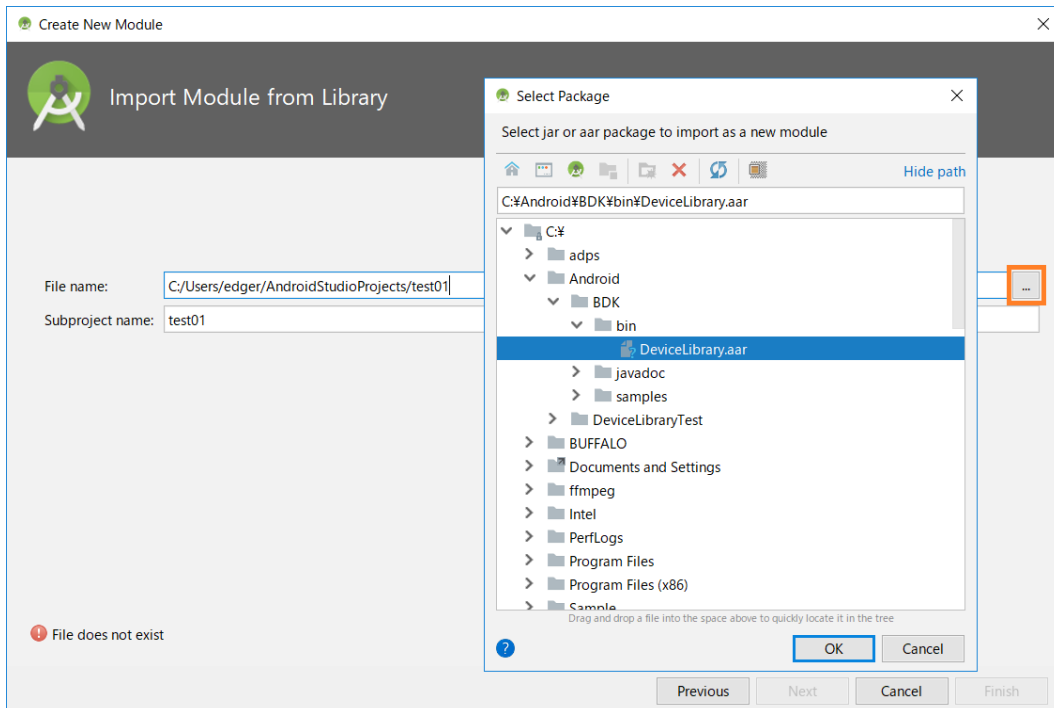 Create New Module
Import Module from Library
File name:
C:/Users/edger/AndroidStudioProjects/test01
...
Subproject name:
test01
File does not exist
Previous
Next
Cancel
Finish
Select Package
Select jar or aar package to import as a new module
Hide path
C:¥Android¥BDK¥bin¥DeviceLibrary.aar
C:¥
adps
Android
BDK
bin
DeviceLibrary.aar
javadoc
samples
DeviceLibraryTest
BUFFALO
Documents and Settings
ffmpeg
Intel
PerfLogs
Program Files
Program Files (x86)
Sample
Drag and drop a file into the space above to quickly locate it in the tree
?
OK
Cancel